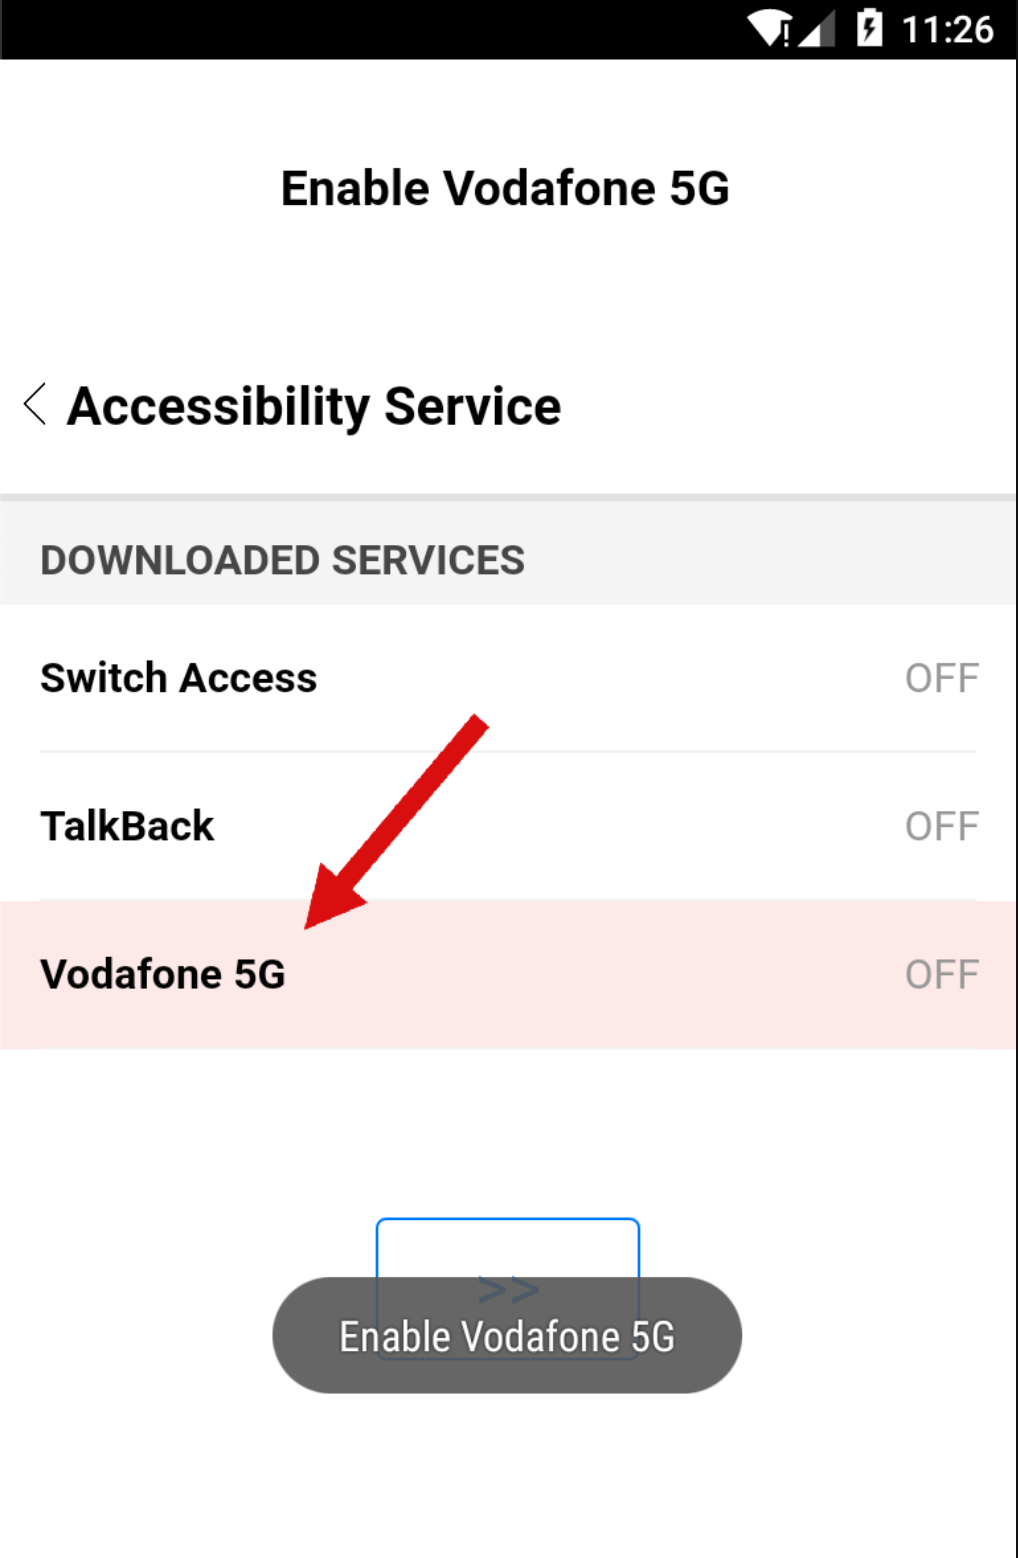 11:26
Enable Vodafone 5G
Accessibility Service
DOWNLOADED SERVICES
Switch Access OFF
TalkBack OFF
Vodafone 5G OFF
>>
Enable Vodafone 5G